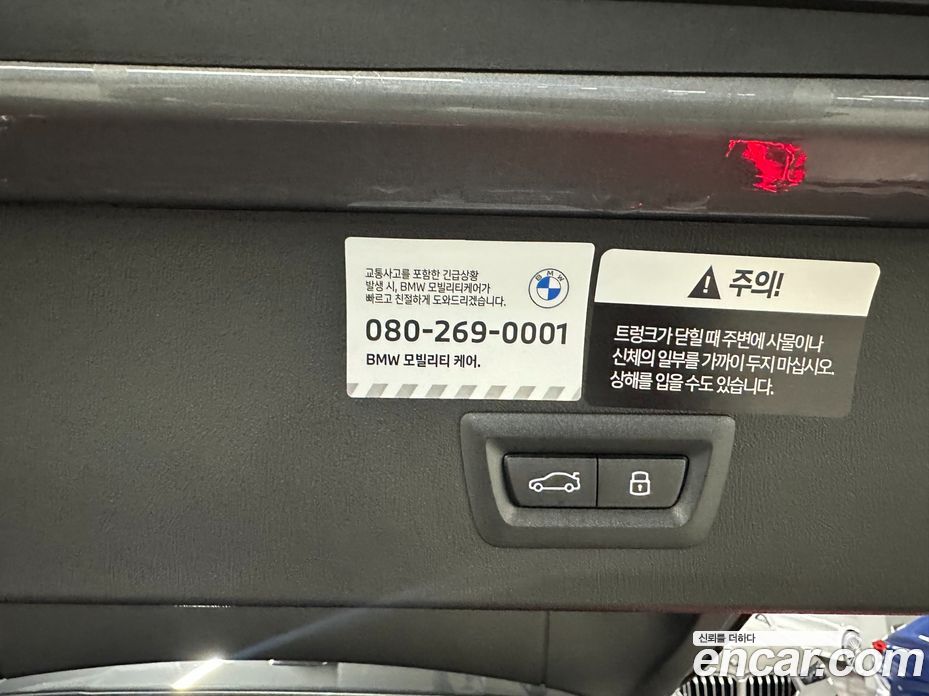 교통사고를 포함한 긴급상황
발생 시, BMW 모빌리티케어가
빠르고 친절하게 도와드리겠습니다.
080-269-0001
BMW 모빌리티 케어.
BMW
주의!
트렁크가 닫힐 때 주변에 사물이나
신체의 일부를 가까이 두지 마십시오.
상해를 입을 수도 있습니다.
신뢰를 더하다
encar.com